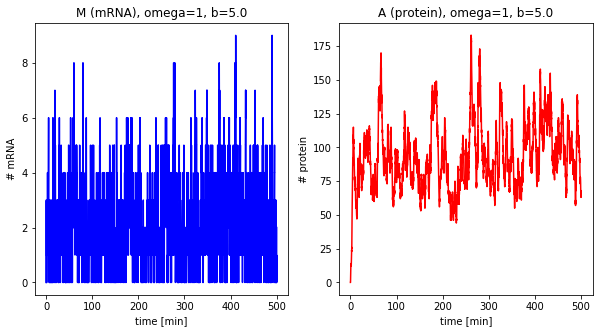 M (mRNA), omega=1, b=5.0
# mRNA
8
6
4
2
0
0 100 200 300 400 500
time [min]
A (protein), omega=1, b=5.0
# protein
175
150
125
100
75
50
25
0
0 100 200 300 400 500
time [min]